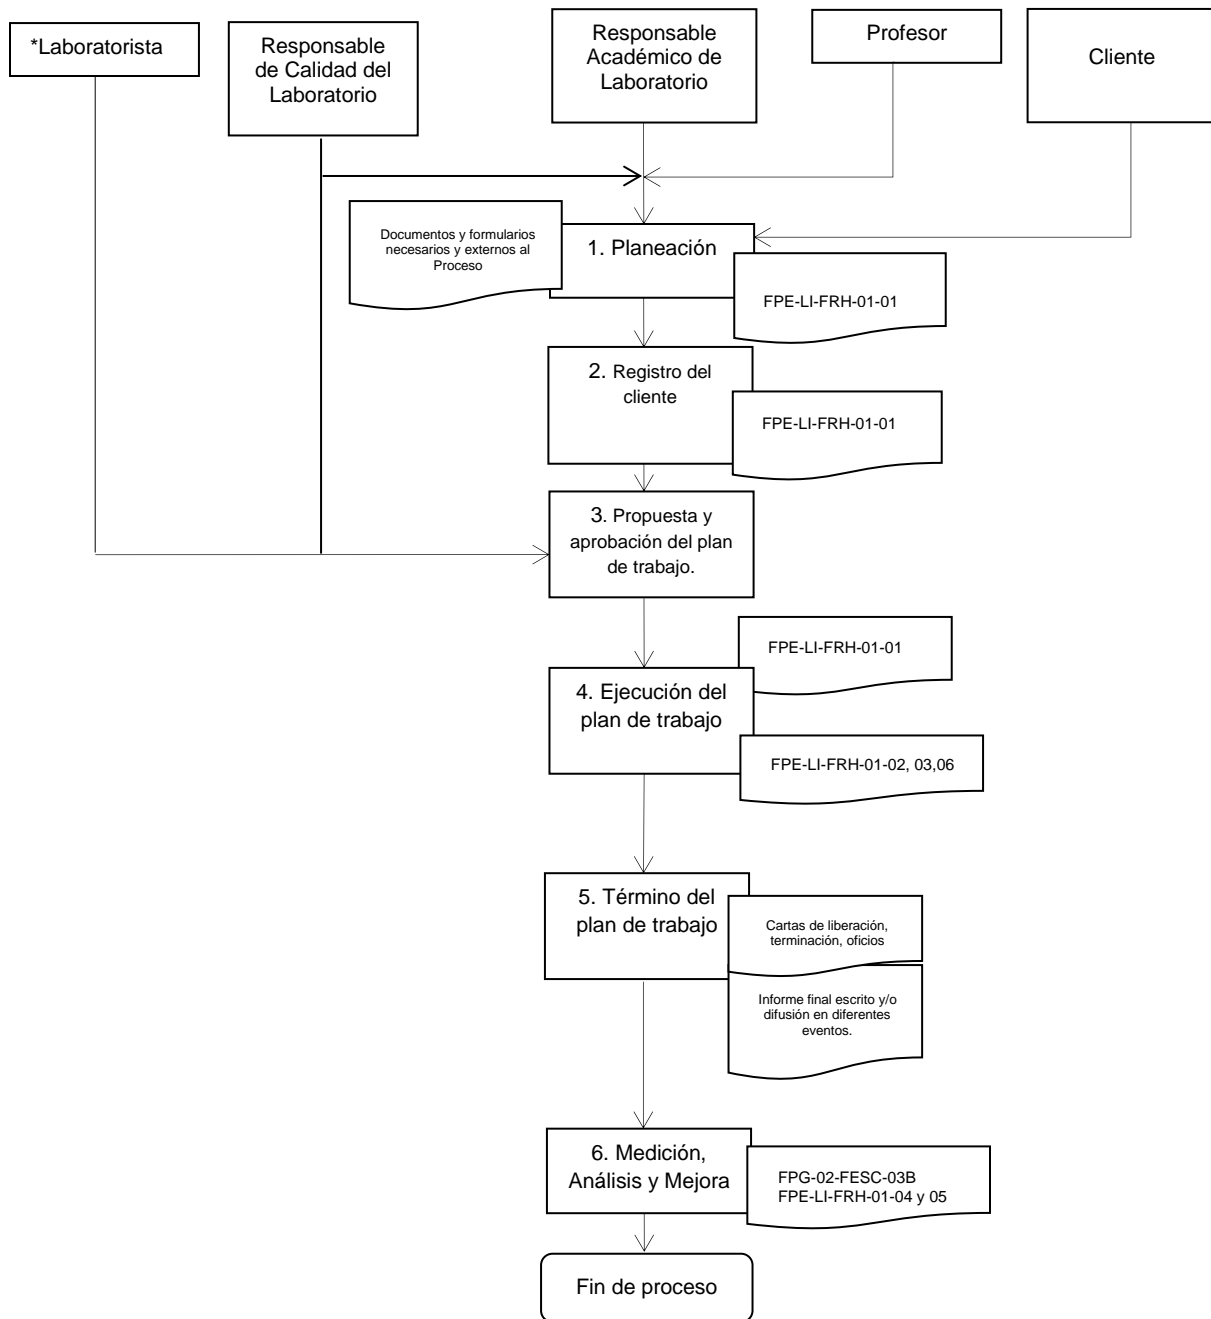 *Laboratorista
Responsable
de Calidad del
Laboratorio
Responsable
Académico de
Laboratorio
Profesor
Cliente
Documentos y formularios
necesarios y externos al
Proceso
1. Planeación
FPE-LI-FRH-01-01
2. Registro del
cliente
FPE-LI-FRH-01-01
3. Propuesta y
aprobación del plan
de trabajo.
FPE-LI-FRH-01-01
4. Ejecución del
plan de trabajo
FPE-LI-FRH-01-02, 03,06
5. Término del
plan de trabajo
Cartas de liberación,
terminación, oficios
Informe final escrito y/o
difusión en diferentes
eventos.
6. Medición,
Análisis y Mejora
FPG-02-FESC-03B
FPE-LI-FRH-01-04 y 05
Fin de proceso